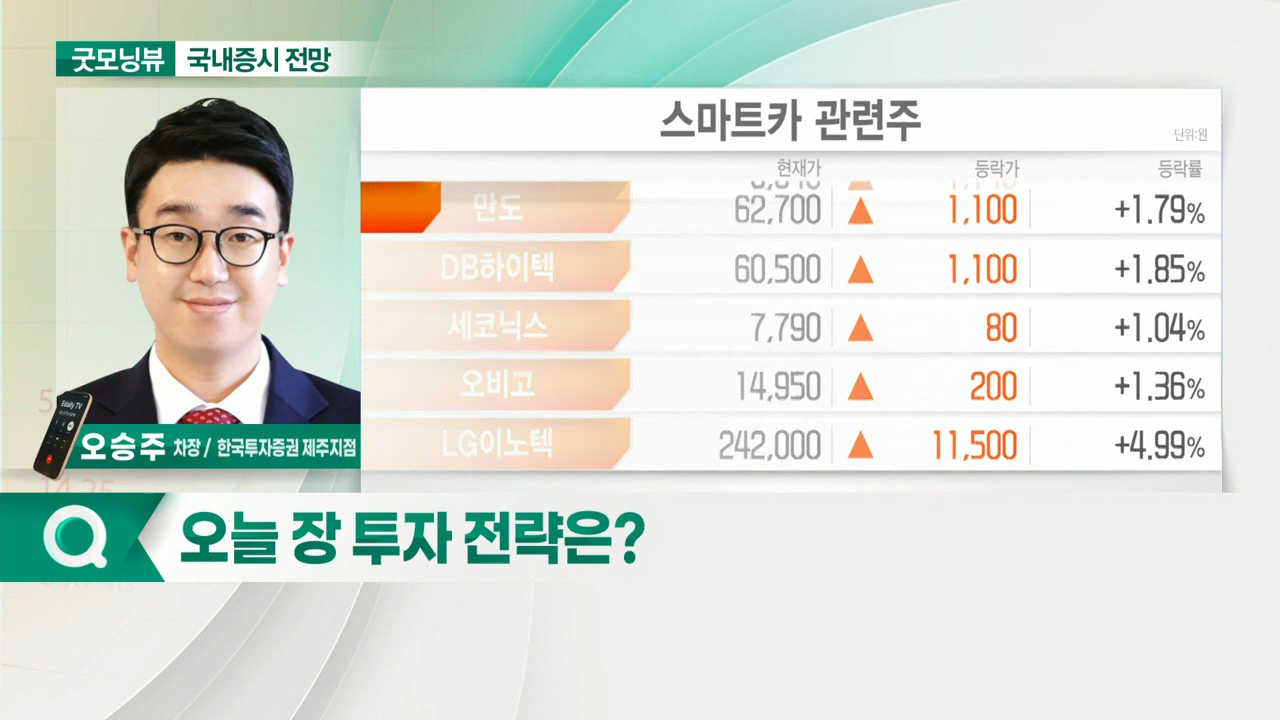 굿모닝뷰 국내증시 전망
스마트카 관련주
단위:원
현재가 등락가 등락률
만도 62,700 ▲ 1,100 +1.79%
DB하이텍 60,500 ▲ 1,100 +1.85%
세코닉스 7,790 ▲ 80 +1.04%
오비고 14,950 ▲ 200 +1.36%
LG이노텍 242,000 ▲ 11,500 +4.99%
Edaily TV
오승주 차장 / 한국투자증권 제주지점
Q 오늘 장 투자 전략은?